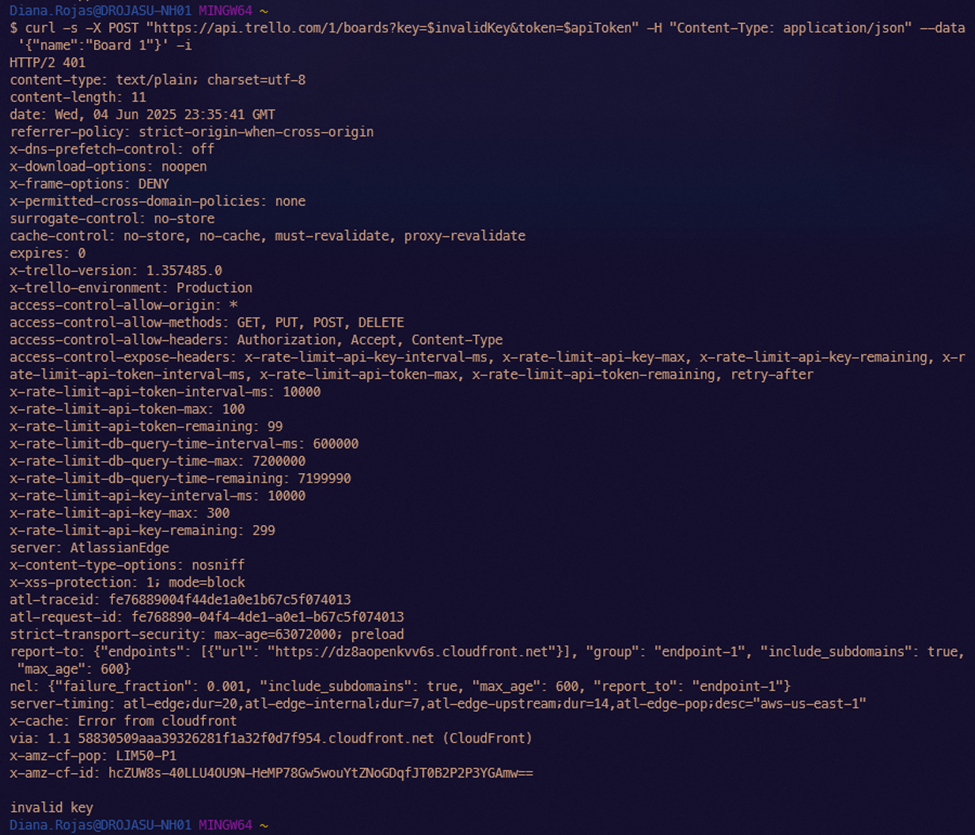 Diana.Rojas@DROJASU-NH01 MINGW64 ~
$ curl -s -X POST "https://api.trello.com/1/boards?key=$invalidKey&token=$apiToken" -H "Content-Type: application/json" --data
'{"name":"Board 1"}' -i
HTTP/2 401
content-type: text/plain; charset=utf-8
content-length: 11
date: Wed, 04 Jun 2025 23:35:41 GMT
referrer-policy: strict-origin-when-cross-origin
x-dns-prefetch-control: off
x-download-options: noopen
x-frame-options: DENY
x-permitted-cross-domain-policies: none
surrogate-control: no-store
cache-control: no-store, no-cache, must-revalidate, proxy-revalidate
expires: 0
x-trello-version: 1.357485.0
x-trello-environment: Production
access-control-allow-origin: *
access-control-allow-methods: GET, PUT, POST, DELETE
access-control-allow-headers: Authorization, Accept, Content-Type
access-control-expose-headers: x-rate-limit-api-key-interval-ms, x-rate-limit-api-key-max, x-rate-limit-api-key-remaining, x-r
ate-limit-api-token-interval-ms, x-rate-limit-api-token-max, x-rate-limit-api-token-remaining, retry-after
x-rate-limit-api-token-interval-ms: 10000
x-rate-limit-api-token-max: 100
x-rate-limit-api-token-remaining: 99
x-rate-limit-db-query-time-interval-ms: 600000
x-rate-limit-db-query-time-max: 7200000
x-rate-limit-db-query-time-remaining: 7199990
x-rate-limit-api-key-interval-ms: 10000
x-rate-limit-api-key-max: 300
x-rate-limit-api-key-remaining: 299
server: AtlassianEdge
x-content-type-options: nosniff
x-xss-protection: 1; mode=block
atl-traceid: fe76889004f44de1a0e1b67c5f074013
atl-request-id: fe768890-04f4-4de1-a0e1-b67c5f074013
strict-transport-security: max-age=63072000; preload
report-to: {"endpoints": [{"url": "https://dz8aopenkvv6s.cloudfront.net"}], "group": "endpoint-1", "include_subdomains": true,
"max_age": 600}
nel: {"failure_fraction": 0.001, "include_subdomains": true, "max_age": 600, "report_to": "endpoint-1"}
server-timing: atl-edge;dur=20,atl-edge-internal;dur=7,atl-edge-upstream;dur=14,atl-edge-pop;desc="aws-us-east-1"
x-cache: Error from cloudfront
via: 1.1 58830509aaa39326281f1a32f0d7f954.cloudfront.net (CloudFront)
x-amz-cf-pop: LIM50-P1
x-amz-cf-id: hcZUW8s-40LLU4OU9N-HeMP78Gw5wouYtZNoGDqfJT0B2P2P3YGAmw==
invalid key
Diana.Rojas@DROJASU-NH01 MINGW64 ~